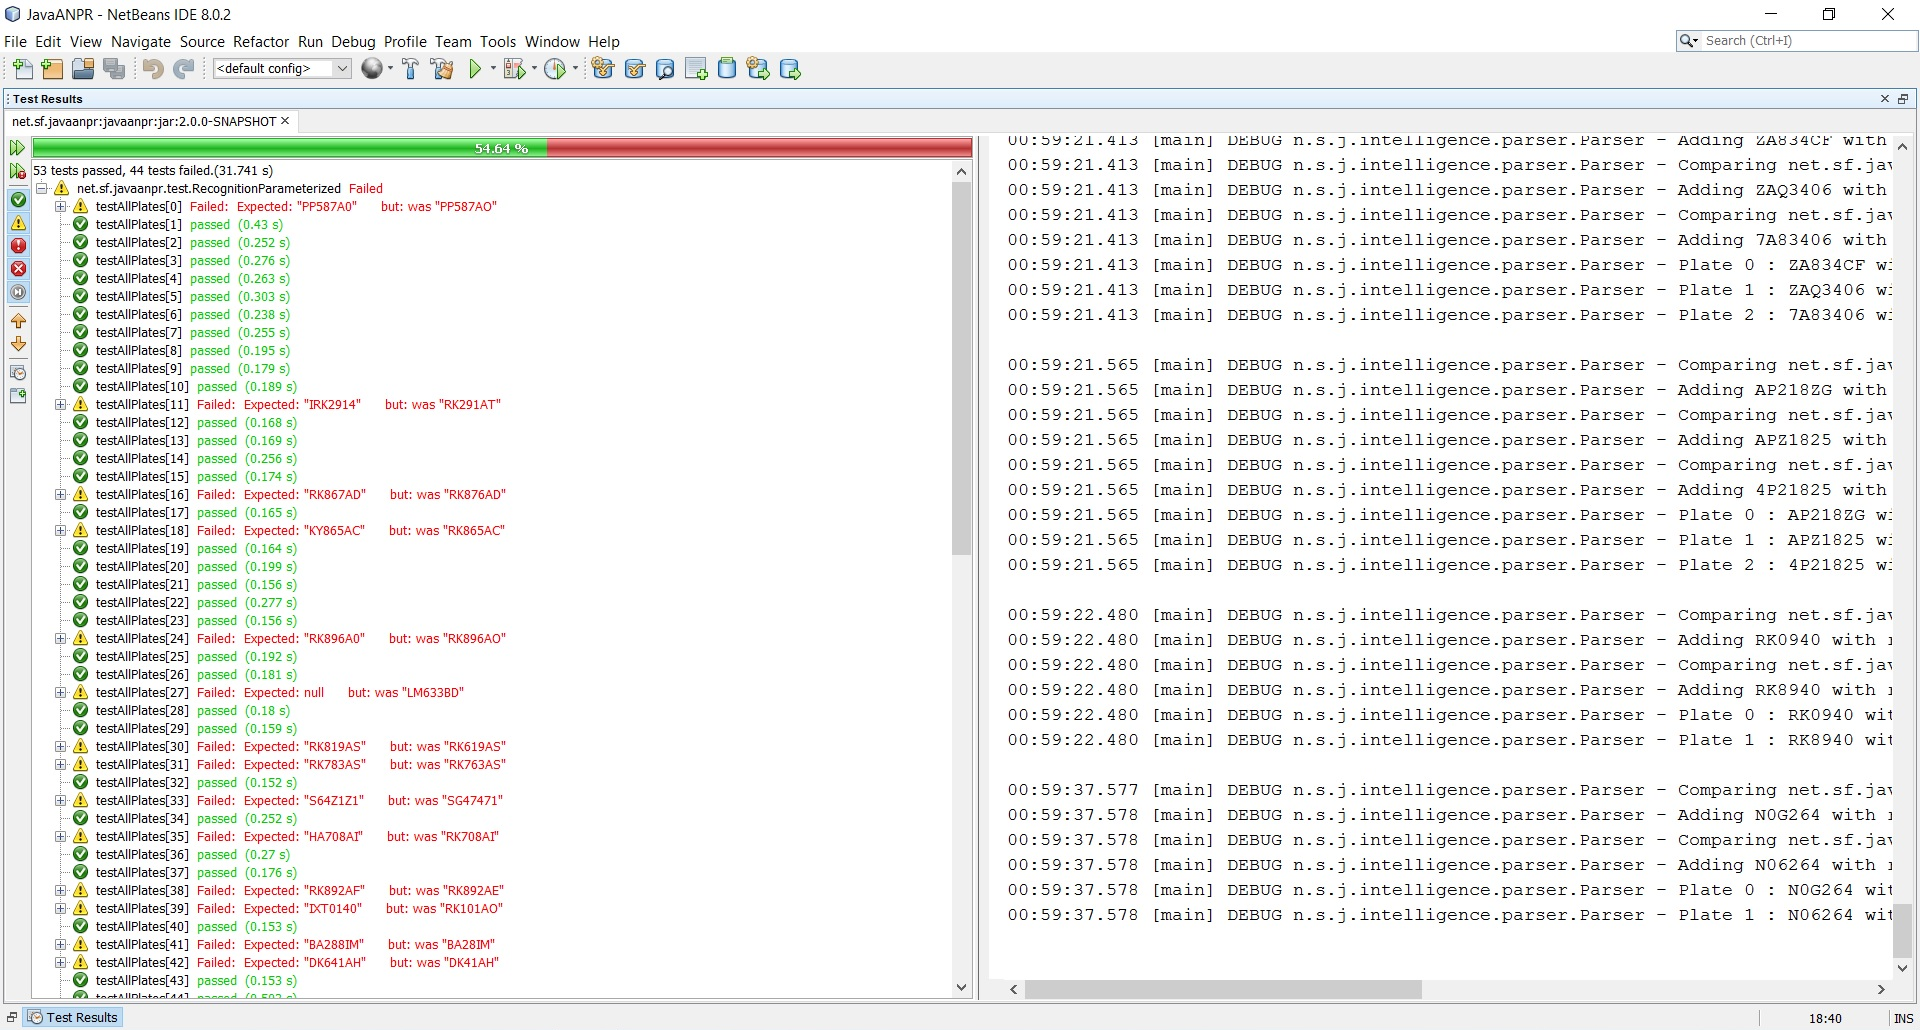 JavaANPR - NetBeans IDE 8.0.2
File Edit View Navigate Source Refactor Run Debug Profile Team Tools Window Help
Search (Ctrl+I)
<default config>
Test Results
net.sf.javaanpr:javaanpr:jar:2.0.0-SNAPSHOT
54.64 %
53 tests passed, 44 tests failed.(31.741 s)
net.sf.javaanpr.test.RecognitionParameterized Failed
testAllPlates[0] Failed: Expected: "PP587A0" but: was "PP587AO"
testAllPlates[1] passed (0.43 s)
testAllPlates[2] passed (0.252 s)
testAllPlates[3] passed (0.276 s)
testAllPlates[4] passed (0.263 s)
testAllPlates[5] passed (0.303 s)
testAllPlates[6] passed (0.238 s)
testAllPlates[7] passed (0.255 s)
testAllPlates[8] passed (0.195 s)
testAllPlates[9] passed (0.179 s)
testAllPlates[10] passed (0.189 s)
testAllPlates[11] Failed: Expected: "IRK2914" but: was "RK291AT"
testAllPlates[12] passed (0.168 s)
testAllPlates[13] passed (0.169 s)
testAllPlates[14] passed (0.256 s)
testAllPlates[15] passed (0.174 s)
testAllPlates[16] Failed: Expected: "RK867AD" but: was "RK876AD"
testAllPlates[17] passed (0.165 s)
testAllPlates[18] Failed: Expected: "KY865AC" but: was "RK865AC"
testAllPlates[19] passed (0.164 s)
testAllPlates[20] passed (0.199 s)
testAllPlates[21] passed (0.156 s)
testAllPlates[22] passed (0.277 s)
testAllPlates[23] passed (0.156 s)
testAllPlates[24] Failed: Expected: "RK896A0" but: was "RK896AO"
testAllPlates[25] passed (0.192 s)
testAllPlates[26] passed (0.181 s)
testAllPlates[27] Failed: Expected: null but: was "LM633BD"
testAllPlates[28] passed (0.18 s)
testAllPlates[29] passed (0.159 s)
testAllPlates[30] Failed: Expected: "RK819AS" but: was "RK619AS"
testAllPlates[31] Failed: Expected: "RK783AS" but: was "RK763AS"
testAllPlates[32] passed (0.152 s)
testAllPlates[33] Failed: Expected: "S64Z1Z1" but: was "SG47471"
testAllPlates[34] passed (0.252 s)
testAllPlates[35] Failed: Expected: "HA708AI" but: was "RK708AI"
testAllPlates[36] passed (0.27 s)
testAllPlates[37] passed (0.176 s)
testAllPlates[38] Failed: Expected: "RK892AF" but: was "RK892AE"
testAllPlates[39] Failed: Expected: "IXT0140" but: was "RK101AO"
testAllPlates[40] passed (0.153 s)
testAllPlates[41] Failed: Expected: "BA288IM" but: was "BA28IM"
testAllPlates[42] Failed: Expected: "DK641AH" but: was "DK41AH"
testAllPlates[43] passed (0.153 s)
00:59:21.413 [main] DEBUG n.s.j.intelligence.parser.Parser - Adding ZA834CF with
00:59:21.413 [main] DEBUG n.s.j.intelligence.parser.Parser - Comparing net.sf.jav
00:59:21.413 [main] DEBUG n.s.j.intelligence.parser.Parser - Adding ZAQ3406 with
00:59:21.413 [main] DEBUG n.s.j.intelligence.parser.Parser - Comparing net.sf.jav
00:59:21.413 [main] DEBUG n.s.j.intelligence.parser.Parser - Adding 7A83406 with
00:59:21.413 [main] DEBUG n.s.j.intelligence.parser.Parser - Plate 0 : ZA834CF wi
00:59:21.413 [main] DEBUG n.s.j.intelligence.parser.Parser - Plate 1 : ZAQ3406 wi
00:59:21.413 [main] DEBUG n.s.j.intelligence.parser.Parser - Plate 2 : 7A83406 wi
00:59:21.565 [main] DEBUG n.s.j.intelligence.parser.Parser - Comparing net.sf.jav
00:59:21.565 [main] DEBUG n.s.j.intelligence.parser.Parser - Adding AP218ZG with
00:59:21.565 [main] DEBUG n.s.j.intelligence.parser.Parser - Comparing net.sf.jav
00:59:21.565 [main] DEBUG n.s.j.intelligence.parser.Parser - Adding APZ1825 with
00:59:21.565 [main] DEBUG n.s.j.intelligence.parser.Parser - Comparing net.sf.jav
00:59:21.565 [main] DEBUG n.s.j.intelligence.parser.Parser - Adding 4P21825 with
00:59:21.565 [main] DEBUG n.s.j.intelligence.parser.Parser - Plate 0 : AP218ZG wi
00:59:21.565 [main] DEBUG n.s.j.intelligence.parser.Parser - Plate 1 : APZ1825 wi
00:59:21.565 [main] DEBUG n.s.j.intelligence.parser.Parser - Plate 2 : 4P21825 wi
00:59:22.480 [main] DEBUG n.s.j.intelligence.parser.Parser - Comparing net.sf.jav
00:59:22.480 [main] DEBUG n.s.j.intelligence.parser.Parser - Adding RK0940 with
00:59:22.480 [main] DEBUG n.s.j.intelligence.parser.Parser - Comparing net.sf.jav
00:59:22.480 [main] DEBUG n.s.j.intelligence.parser.Parser - Adding RK8940 with
00:59:22.480 [main] DEBUG n.s.j.intelligence.parser.Parser - Plate 0 : RK0940 wit
00:59:22.480 [main] DEBUG n.s.j.intelligence.parser.Parser - Plate 1 : RK8940 wit
00:59:37.577 [main] DEBUG n.s.j.intelligence.parser.Parser - Comparing net.sf.jav
00:59:37.578 [main] DEBUG n.s.j.intelligence.parser.Parser - Adding N0G264 with
00:59:37.578 [main] DEBUG n.s.j.intelligence.parser.Parser - Comparing net.sf.jav
00:59:37.578 [main] DEBUG n.s.j.intelligence.parser.Parser - Adding N06264 with
00:59:37.578 [main] DEBUG n.s.j.intelligence.parser.Parser - Plate 0 : N0G264 wit
00:59:37.578 [main] DEBUG n.s.j.intelligence.parser.Parser - Plate 1 : N06264 wit
Test Results
18:40 INS